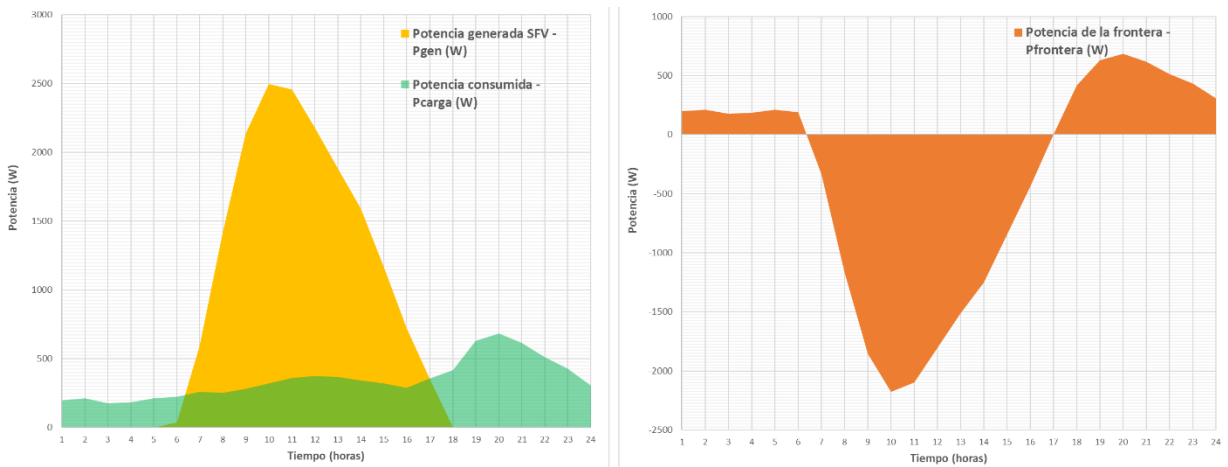 3000
2500
2000
1500
1000
500
0
Potencia (W)
Potencia generada SFV -
Pgen (W)
Potencia consumida -
Pcarga (W)
1 2 3 4 5 6 7 8 9 10 11 12 13 14 15 16 17 18 19 20 21 22 23 24
Tiempo (horas)
1000
500
0
-500
-1000
-1500
-2000
-2500
Potencia (W)
Potencia de la frontera -
Pfrontera (W)
1 2 3 4 5 6 7 8 9 10 11 12 13 14 15 16 17 18 19 20 21 22 23 24
Tiempo (horas)